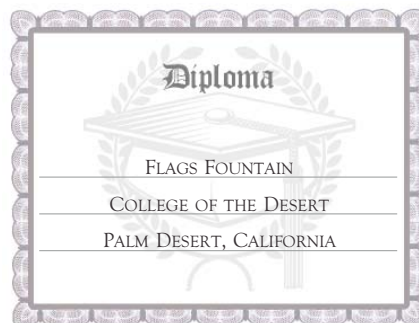 Diploma
FLAGS FOUNTAIN
COLLEGE OF THE DESERT
PALM DESERT, CALIFORNIA